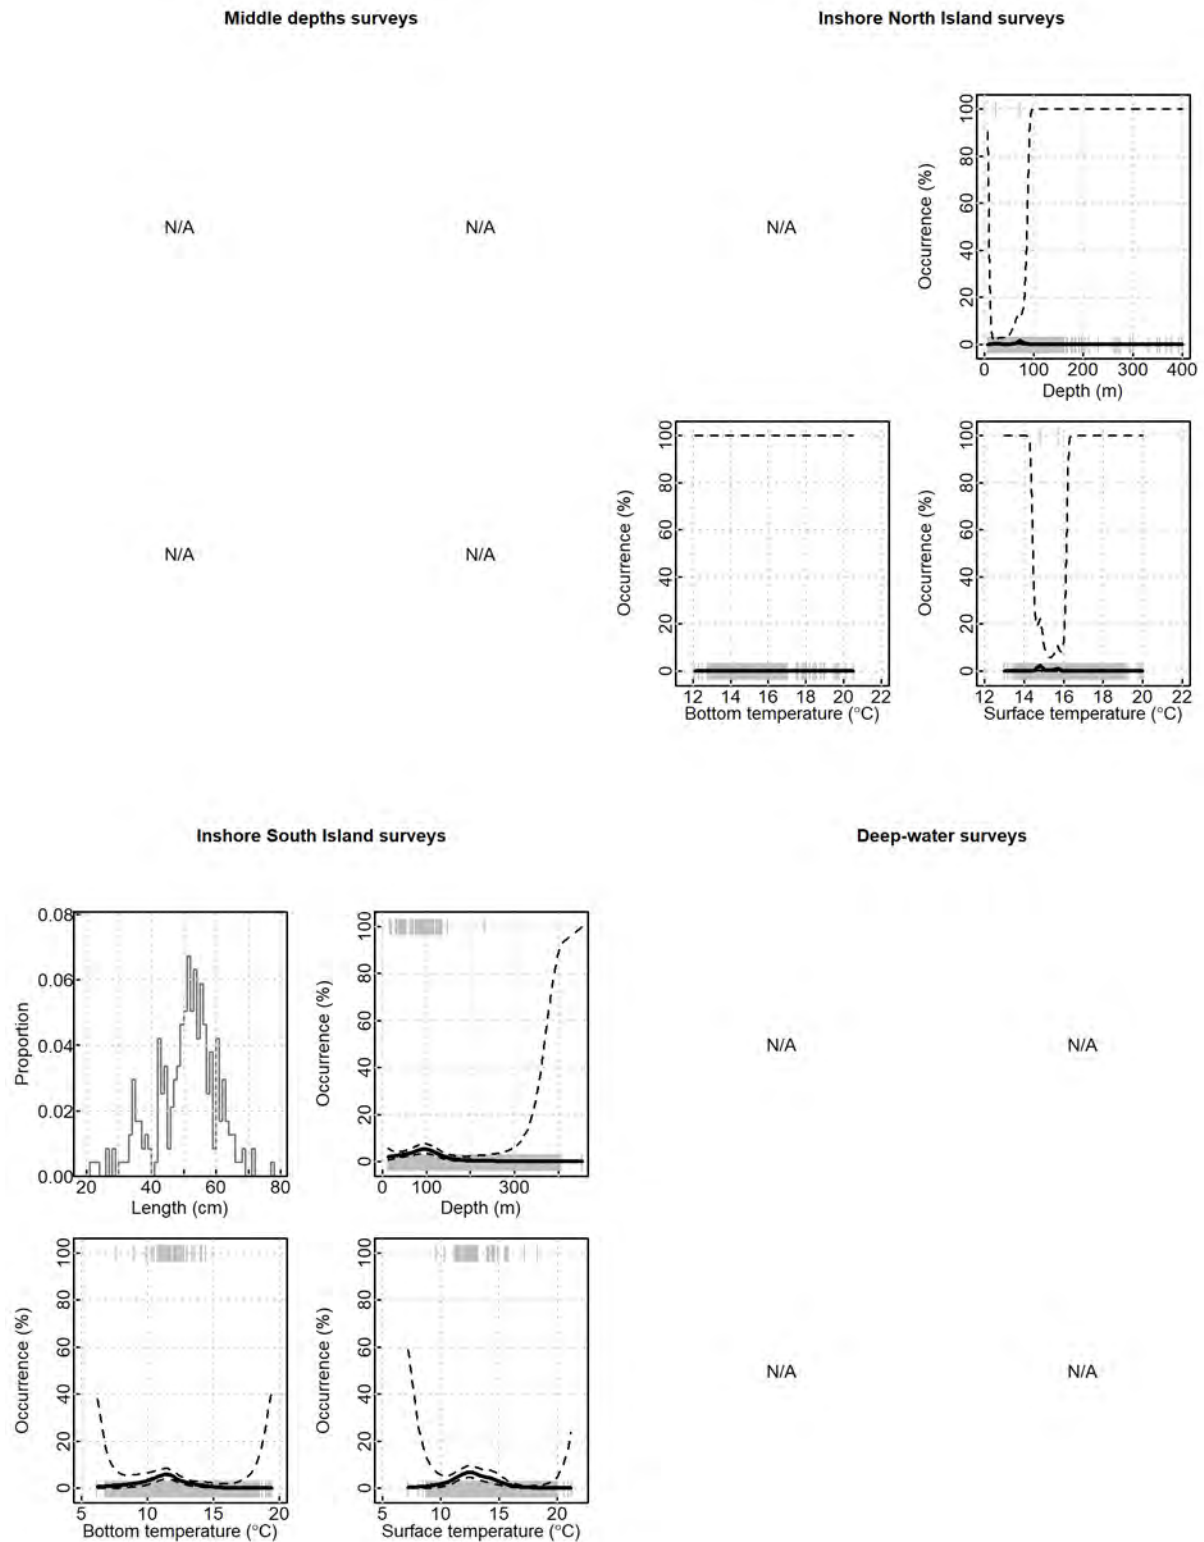 Middle depths surveys
Inshore North Island surveys
N/A
N/A
N/A
Occurrence (%)
100
80
60
40
20
0
0 100 200 300 400
Depth (m)
N/A
N/A
Occurrence (%)
100
80
60
40
20
0
12 14 16 18 20 22
Bottom temperature (°C)
Occurrence (%)
100
80
60
40
20
0
12 14 16 18 20 22
Surface temperature (°C)
Inshore South Island surveys
Deep-water surveys
Proportion
0.08
0.06
0.04
0.02
0.00
20 40 60 80
Length (cm)
Occurrence (%)
100
80
60
40
20
0
0 100 300
Depth (m)
N/A
N/A
Occurrence (%)
100
80
60
40
20
0
5 10 15 20
Bottom temperature (°C)
Occurrence (%)
100
80
60
40
20
0
5 10 15 20
Surface temperature (°C)
N/A
N/A